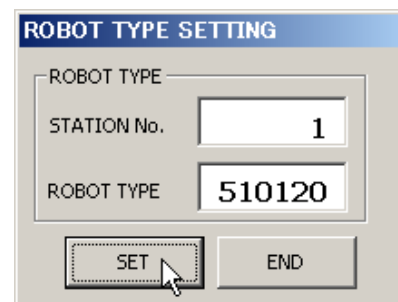 ROBOT TYPE SETTING
ROBOT TYPE
STATION No. 1
ROBOT TYPE 510120
SET END